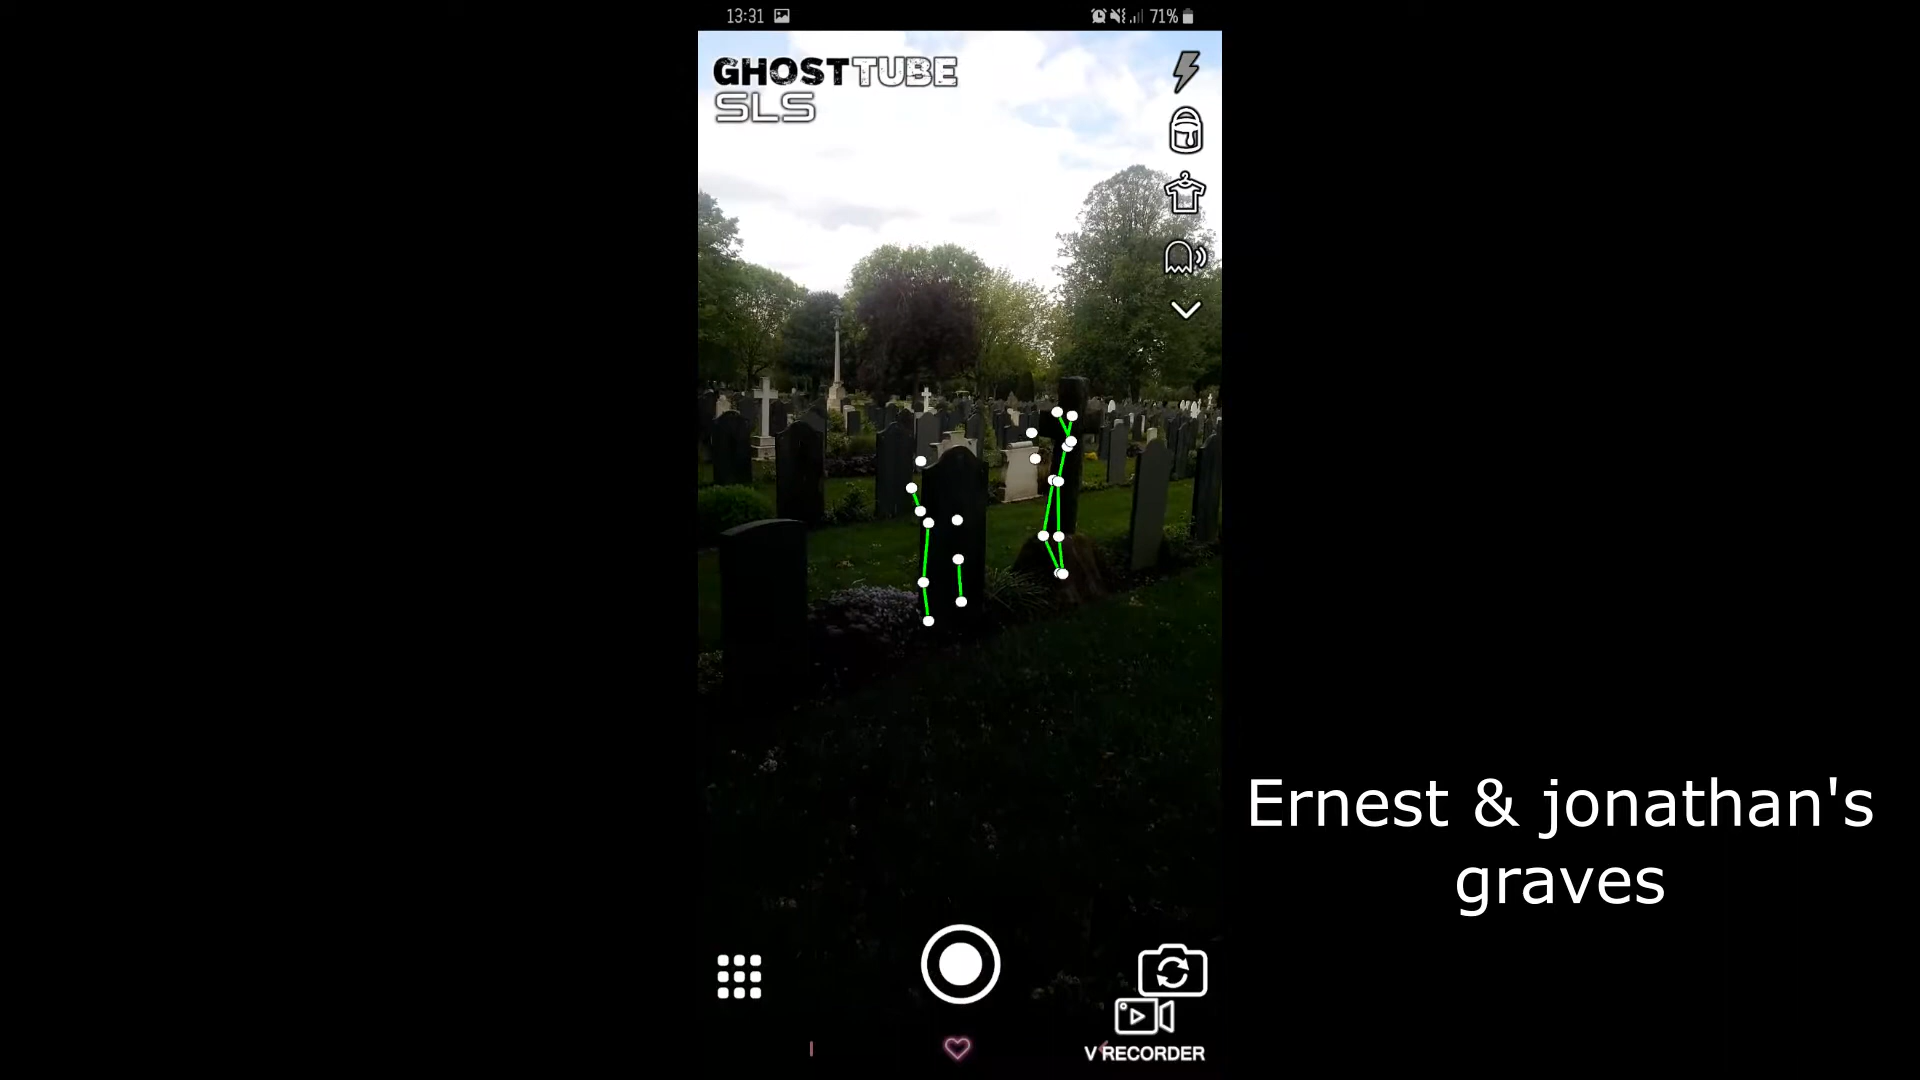 13:31
71%
GHOSTTUBE
SLS
Ernest & jonathan's
graves
V RECORDER